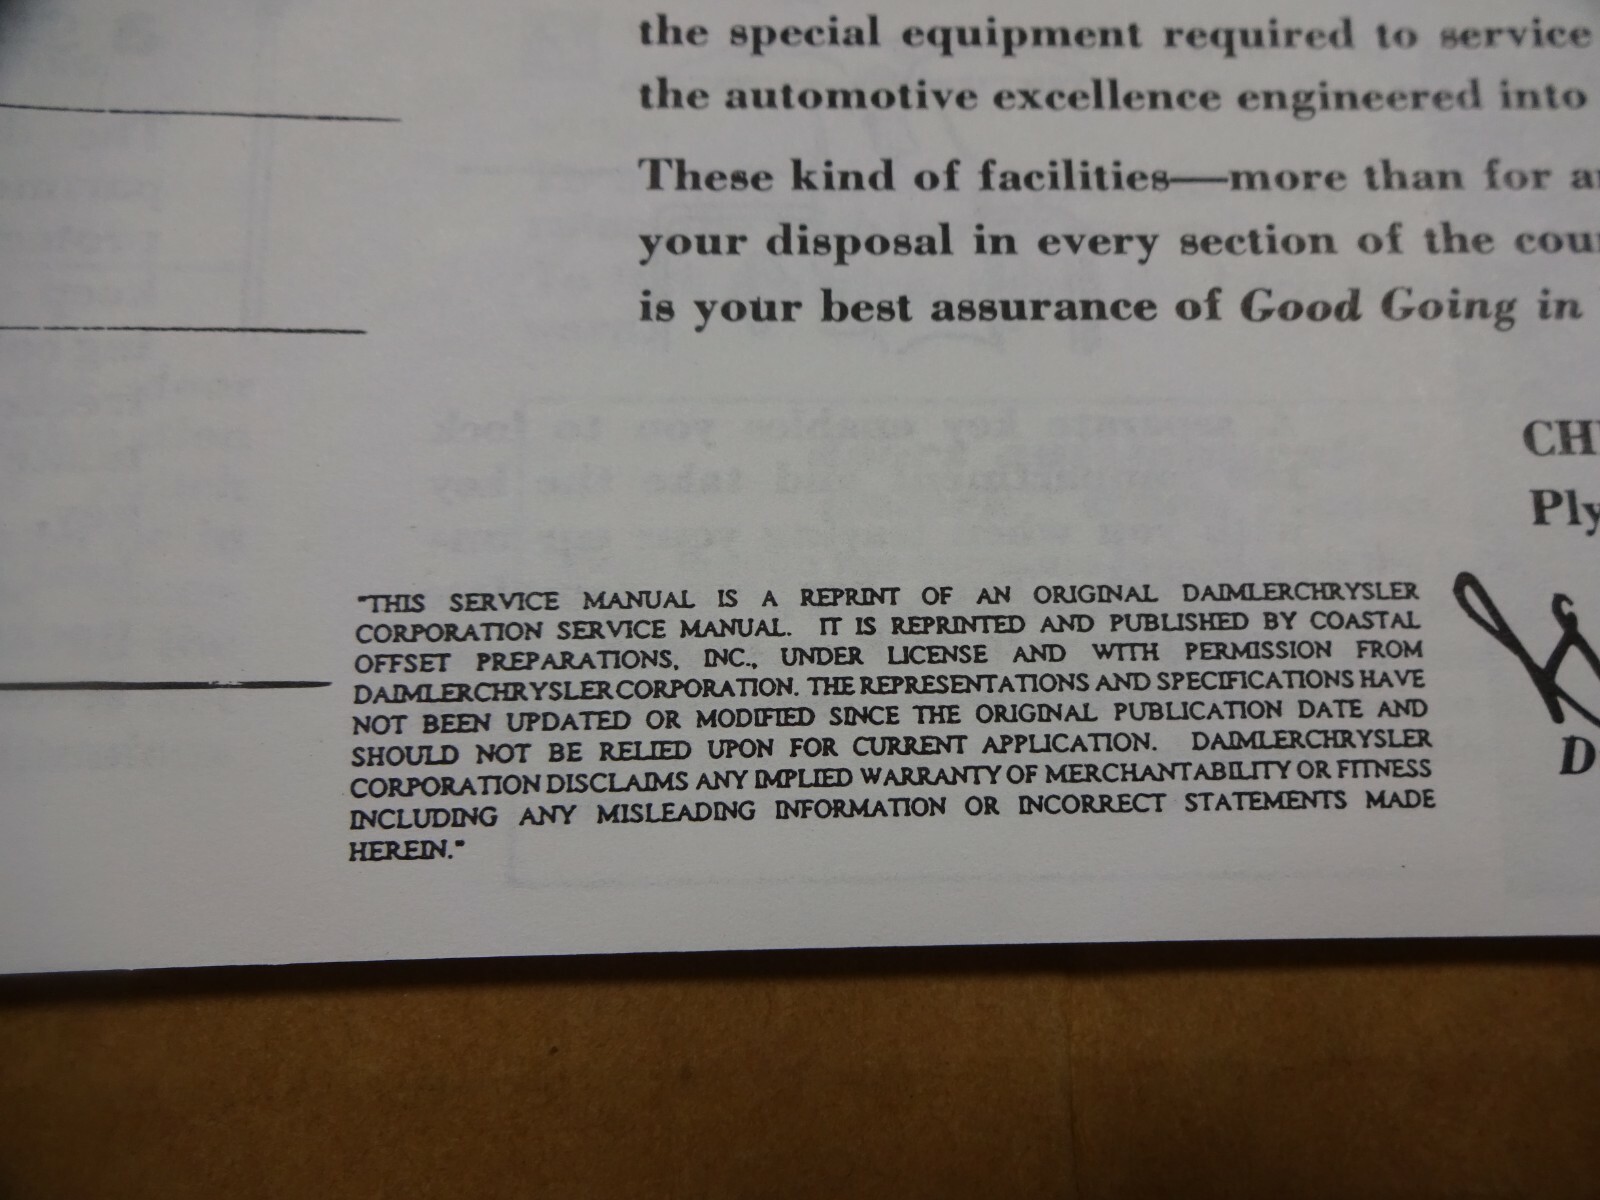 the special equipment required to service
the automotive excellence engineered into
These kind of facilities—more than for
your disposal in every section of the
is your best assurance of Good Going in
"THIS SERVICE MANUAL IS A REPRINT OF AN ORIGINAL DAIMLERCHRYSLER
CORPORATION SERVICE MANUAL. IT IS REPRINTED AND PUBLISHED BY COASTAL
OFFSET PREPARATIONS, INC., UNDER LICENSE AND WITH PERMISSION FROM
DAIMLERCHRYSLER CORPORATION. THE REPRESENTATIONS AND SPECIFICATIONS HAVE
NOT BEEN UPDATED OR MODIFIED SINCE THE ORIGINAL PUBLICATION DATE AND
SHOULD NOT BE RELIED UPON FOR CURRENT APPLICATION. DAIMLERCHRYSLER
CORPORATION DISCLAIMS ANY IMPLIED WARRANTY OF MERCHANTABILITY OR FITNESS
INCLUDING ANY MISLEADING INFORMATION OR INCORRECT STATEMENTS MADE
HEREIN."